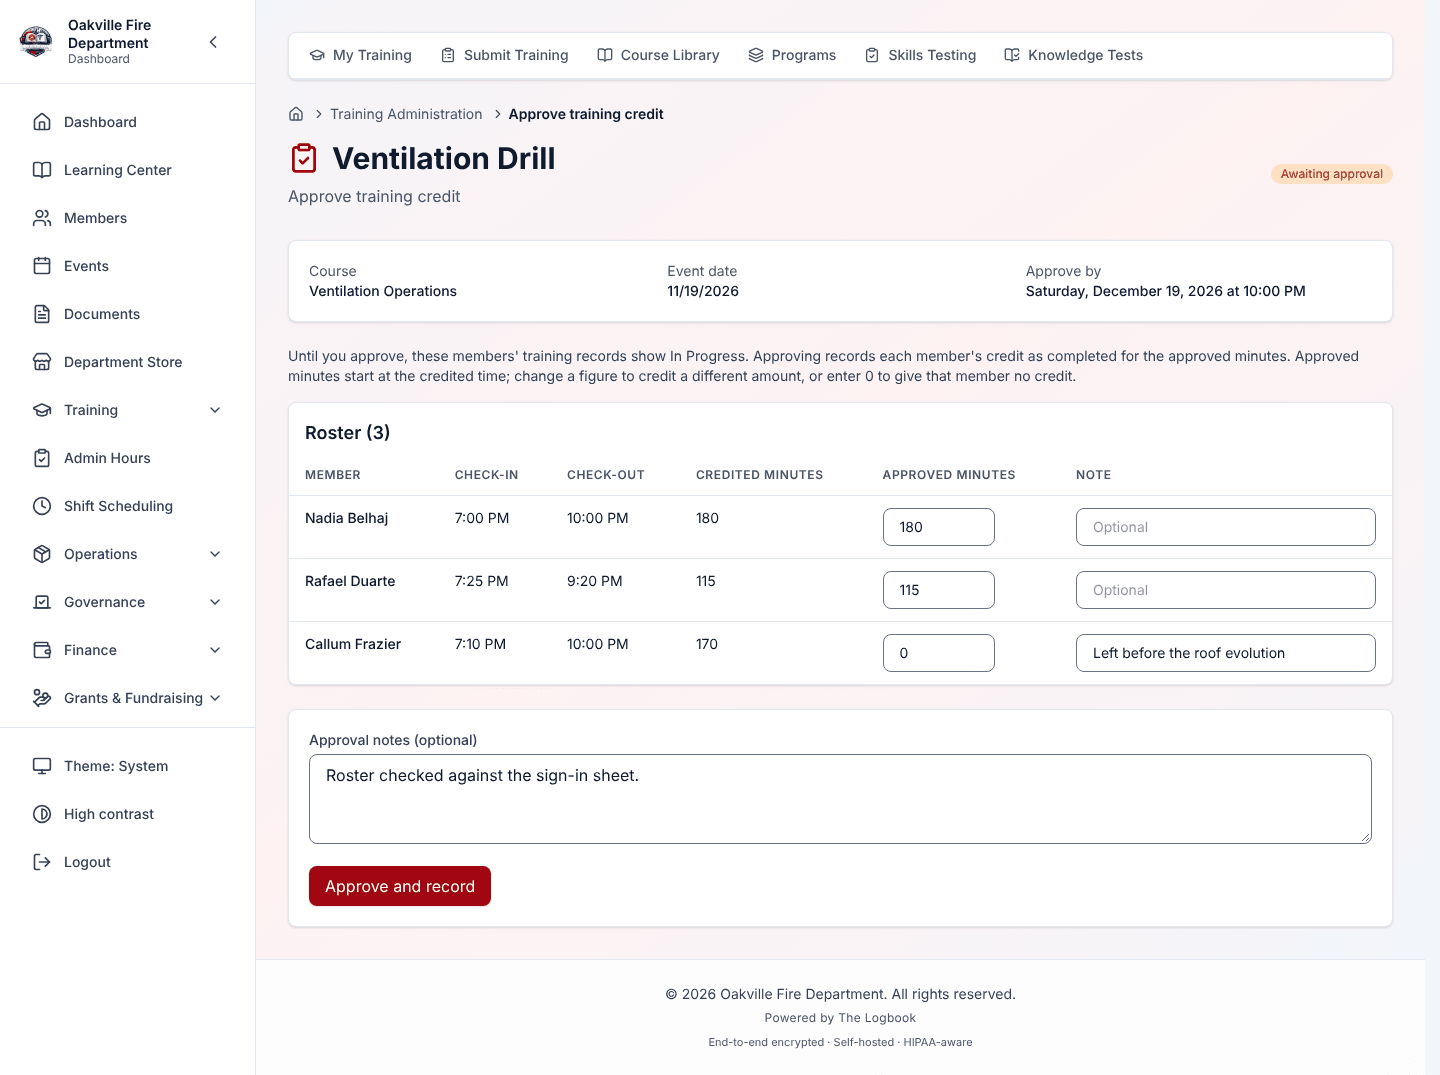 Oakville Fire
Department
Dashboard
Dashboard
Learning Center
Members
Events
Documents
Department Store
Training
Admin Hours
Shift Scheduling
Operations
Governance
Finance
Grants & Fundraising
Theme: System
High contrast
Logout
My Training
Submit Training
Course Library
Programs
Skills Testing
Knowledge Tests
Training Administration
Approve training credit
Ventilation Drill
Approve training credit
Awaiting approval
Course
Ventilation Operations
Event date
11/19/2026
Approve by
Saturday, December 19, 2026 at 10:00 PM
Until you approve, these members' training records show In Progress. Approving records each member's credit as completed for the approved minutes. Approved
minutes start at the credited time; change a figure to credit a different amount, or enter 0 to give that member no credit.
Roster (3)
MEMBER CHECK-IN CHECK-OUT CREDITED MINUTES APPROVED MINUTES NOTE
Nadia Belhaj 7:00 PM 10:00 PM 180 180 Optional
Rafael Duarte 7:25 PM 9:20 PM 115 115 Optional
Callum Frazier 7:10 PM 10:00 PM 170 0 Left before the roof evolution
Approval notes (optional)
Roster checked against the sign-in sheet.
Approve and record
© 2026 Oakville Fire Department. All rights reserved.
Powered by The Logbook
End-to-end encrypted · Self-hosted · HIPAA-aware